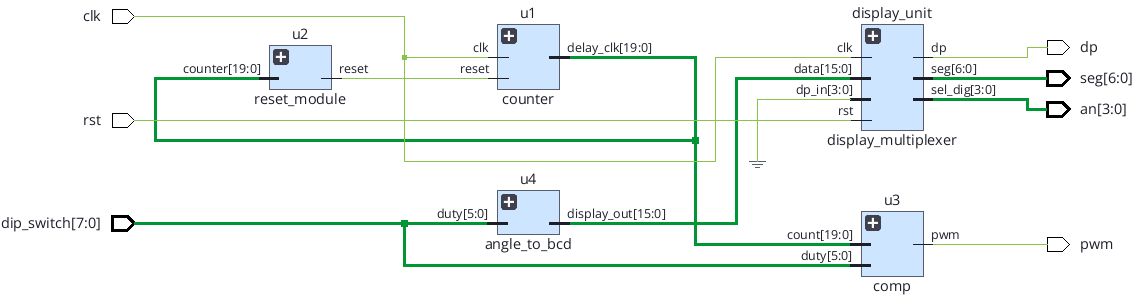 clk
u2
counter[19:0]
reset
reset_module
u1
clk
delay_clk[19:0]
reset
counter
display_unit
clk
dp
data[15:0]
seg[6:0]
dp_in[3:0]
sel_dig[3:0]
rst
display_multiplexer
dp
seg[6:0]
an[3:0]
rst
dip_switch[7:0]
u4
duty[5:0]
display_out[15:0]
angle_to_bcd
u3
count[19:0]
pwm
duty[5:0]
comp
pwm